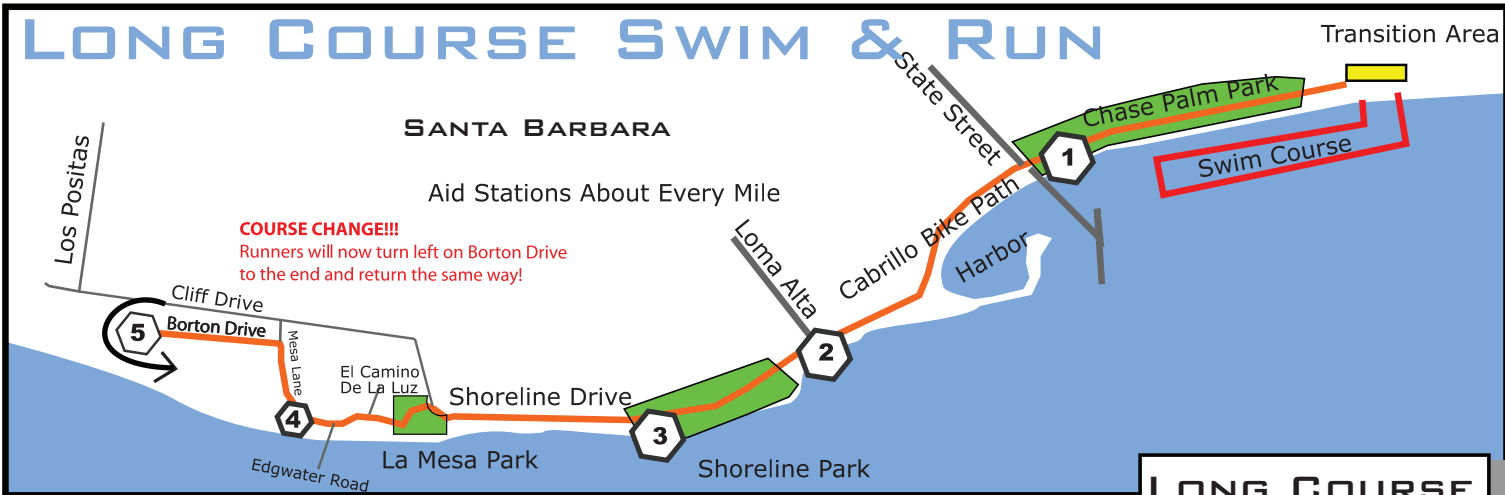 LONG COURSE SWIM & RUN
Transition Area
State Street
Chase Palm Park
SANTA BARBARA
1
Swim Course
Los Positas
Aid Stations About Every Mile
COURSE CHANGE!!!
Runners will now turn left on Borton Drive
to the end and return the same way!
Loma Alta
Cabrillo Bike Path
Harbor
Cliff Drive
5
Borton Drive
Mesa Lane
2
El Camino
De La Luz
Shoreline Drive
4
3
La Mesa Park
Shoreline Park
Edgwater Road
LONG COURSE